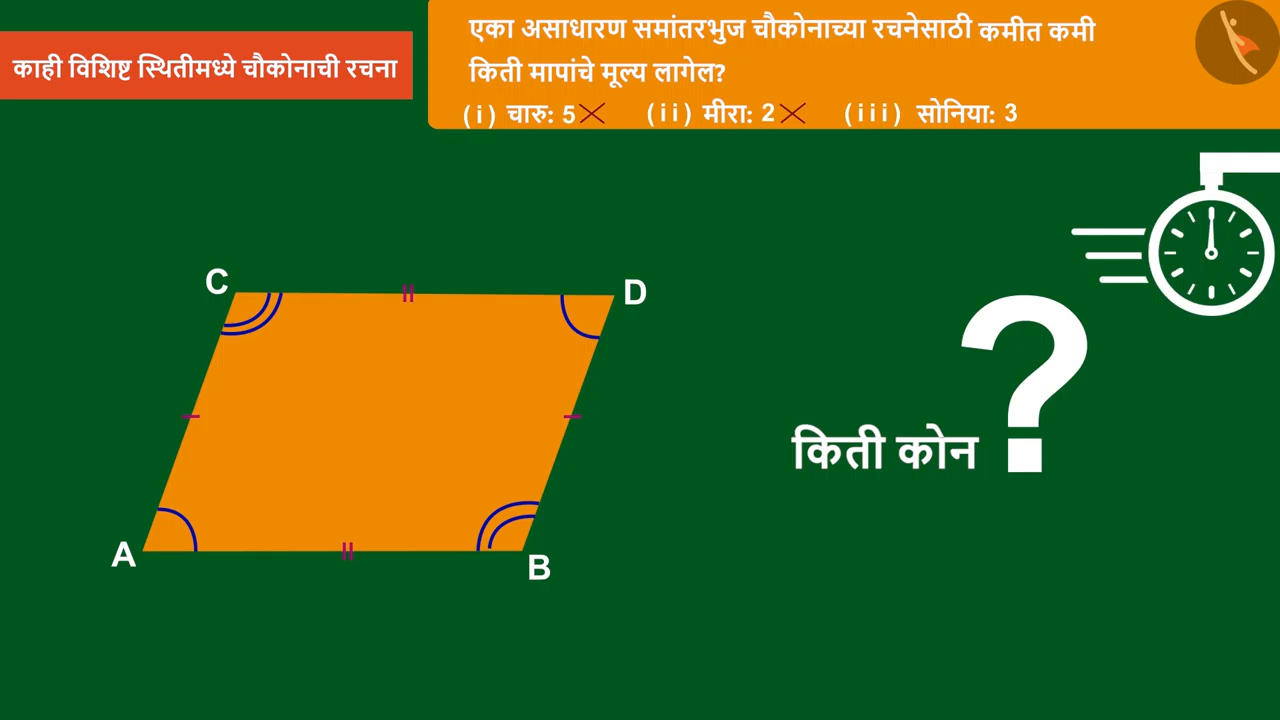 काही विशिष्ट स्थितीमध्ये चौकोनाची रचना
एका असाधारण समांतरभुज चौकोनाच्या रचनेसाठी कमीत कमी
किती मापांचे मूल्य लागेल?
(i) चारु: 5 (ii) मीरा: 2 (iii) सोनिया: 3
C
D
किती कोन ?
A
B